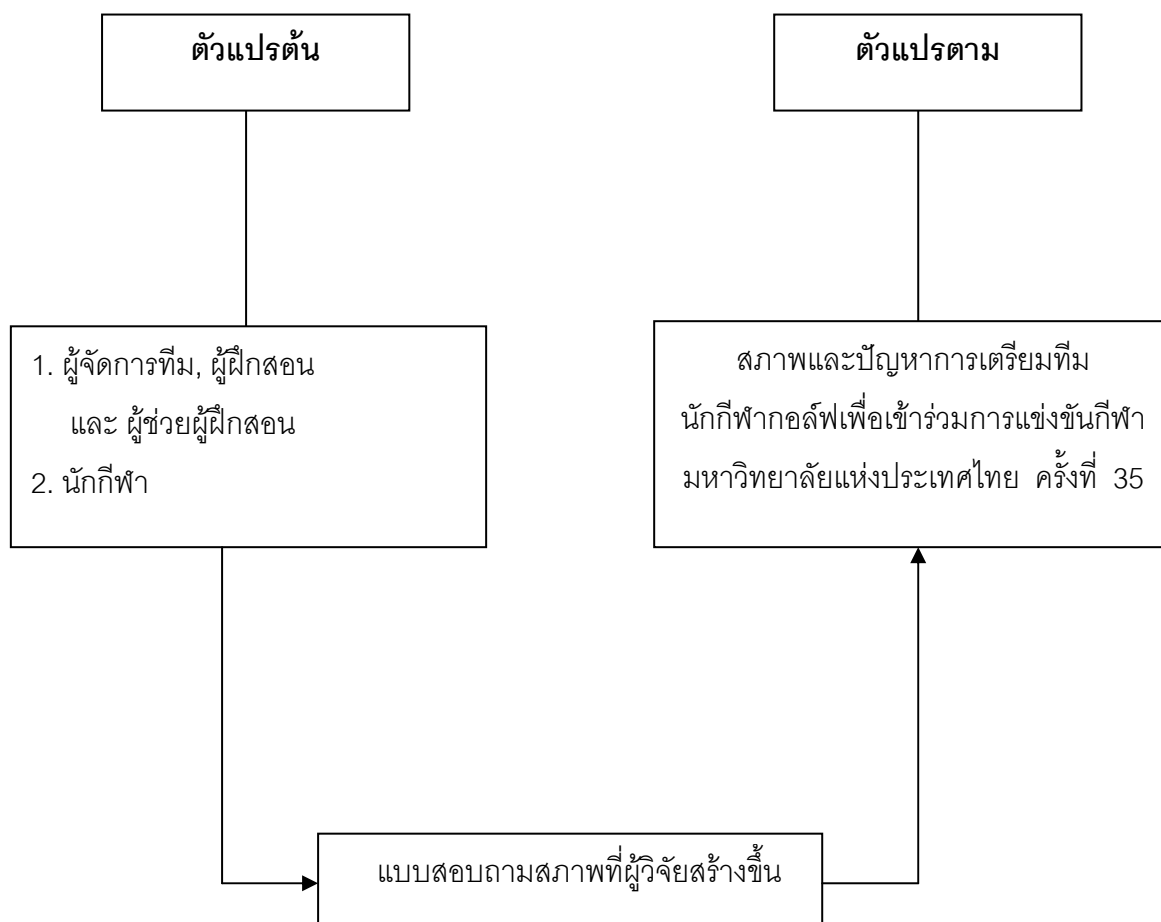 ตัวแปรต้น
ตัวแปรตาม
1. ผู้จัดการทีม, ผู้ฝึกสอน
และ ผู้ช่วยผู้ฝึกสอน
2. นักกีฬา
สภาพและปัญหาการเตรียมทีม
นักกีฬากอล์ฟเพื่อเข้าร่วมการแข่งขันกีฬา
มหาวิทยาลัยแห่งประเทศไทย ครั้งที่ 35
แบบสอบถามสภาพที่ผู้วิจัยสร้างขึ้น